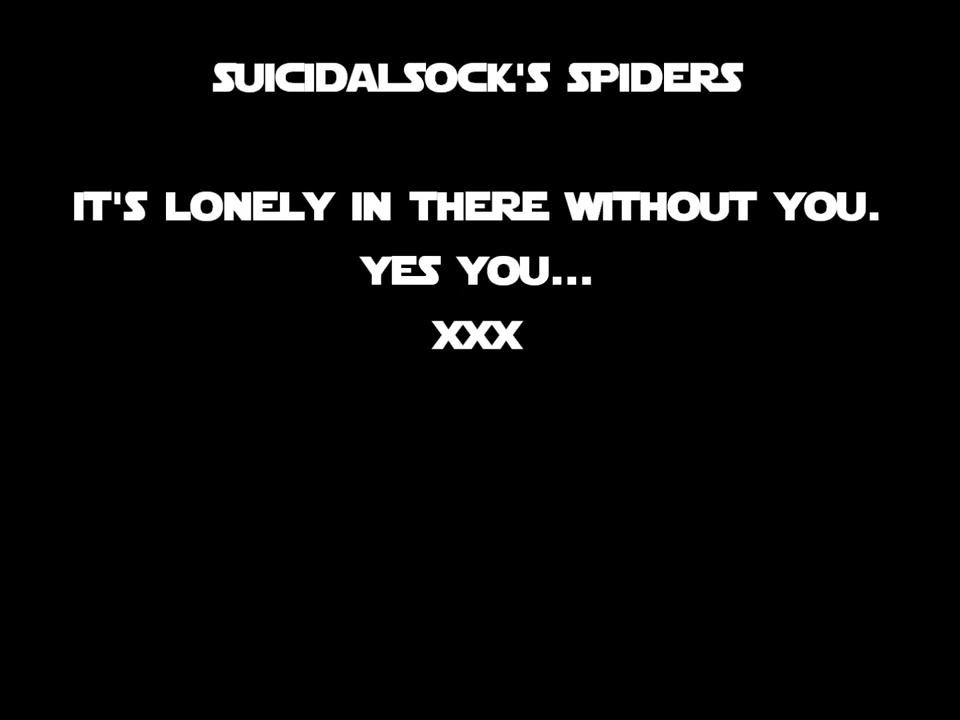 SUICIDALSOCK'S SPIDERS
IT'S LONELY IN THERE WITHOUT YOU.
YES YOU...
XXX